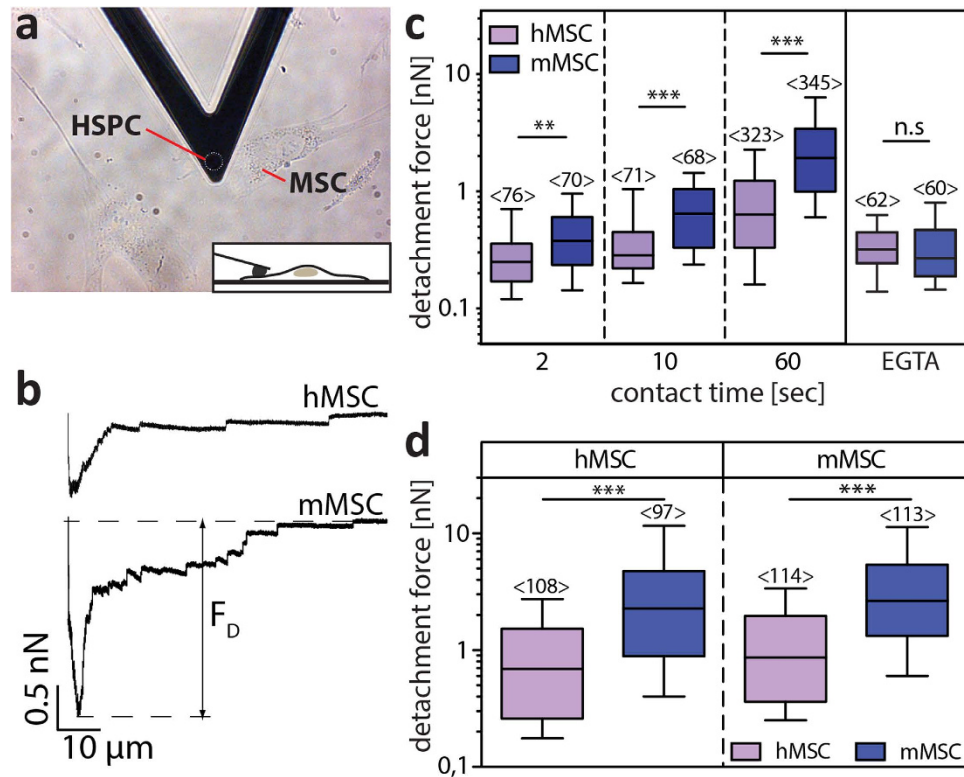 a
HSPC
MSC
b
hMSC
mMSC
F_D
0.5 nN
10 μm
c
detachment force [nN]
10
1
0.1
hMSC
mMSC
** *** *** n.s
<76> <70> <71> <68> <323> <345> <62> <60>
2 10 60 EGTA
contact time [sec]
d
hMSC mMSC
detachment force [nN]
10
1
0,1
*** ***
<108> <97> <114> <113>
hMSC mMSC